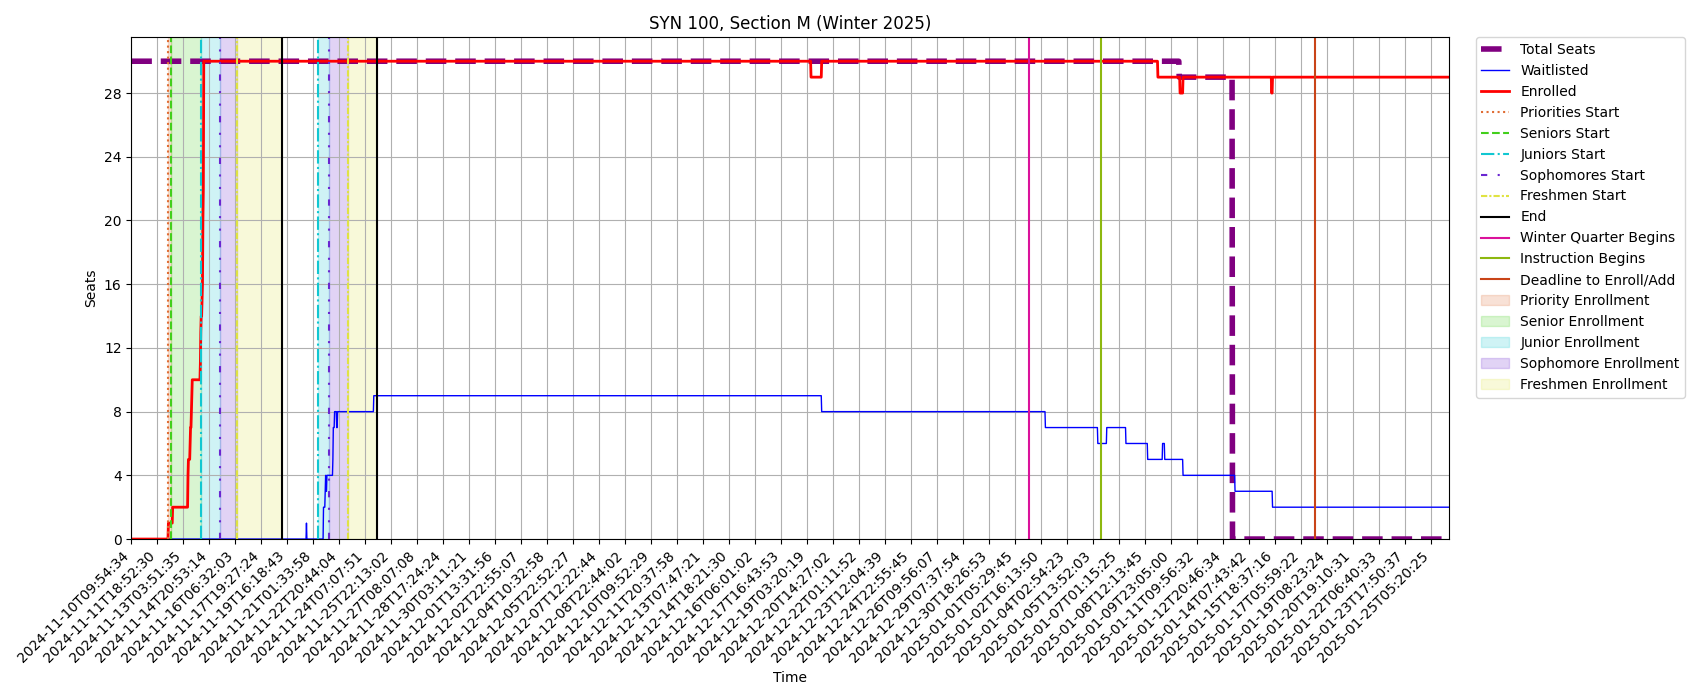 SYN 100, Section M (Winter 2025)
Seats
28
24
20
16
12
8
4
0
2024-11-10T09:54:34
2024-11-11T18:52:30
2024-11-13T03:51:35
2024-11-14T20:53:14
2024-11-16T06:32:03
2024-11-17T19:27:24
2024-11-19T16:18:43
2024-11-21T01:33:58
2024-11-22T20:44:04
2024-11-24T07:07:51
2024-11-25T22:13:02
2024-11-27T08:07:08
2024-11-28T17:24:24
2024-11-30T03:11:21
2024-12-01T13:31:56
2024-12-02T22:55:07
2024-12-04T10:32:58
2024-12-05T22:52:27
2024-12-07T12:22:44
2024-12-08T22:44:02
2024-12-10T09:52:29
2024-12-11T20:37:58
2024-12-13T07:47:21
2024-12-14T18:21:30
2024-12-16T06:01:02
2024-12-17T16:43:53
2024-12-19T03:20:19
2024-12-20T14:27:02
2024-12-22T01:11:52
2024-12-23T12:04:39
2024-12-24T22:55:45
2024-12-26T09:56:07
2024-12-29T07:37:54
2024-12-30T18:26:53
2025-01-01T05:29:45
2025-01-02T16:13:50
2025-01-04T02:54:23
2025-01-05T13:52:03
2025-01-07T01:15:25
2025-01-08T12:13:45
2025-01-09T23:05:00
2025-01-11T09:56:32
2025-01-12T20:46:34
2025-01-14T07:43:42
2025-01-15T18:37:16
2025-01-17T05:59:22
2025-01-19T08:23:24
2025-01-20T19:10:31
2025-01-22T06:40:33
2025-01-23T17:50:37
2025-01-25T05:20:25
Time
Total Seats
Waitlisted
Enrolled
Priorities Start
Seniors Start
Juniors Start
Sophomores Start
Freshmen Start
End
Winter Quarter Begins
Instruction Begins
Deadline to Enroll/Add
Priority Enrollment
Senior Enrollment
Junior Enrollment
Sophomore Enrollment
Freshmen Enrollment